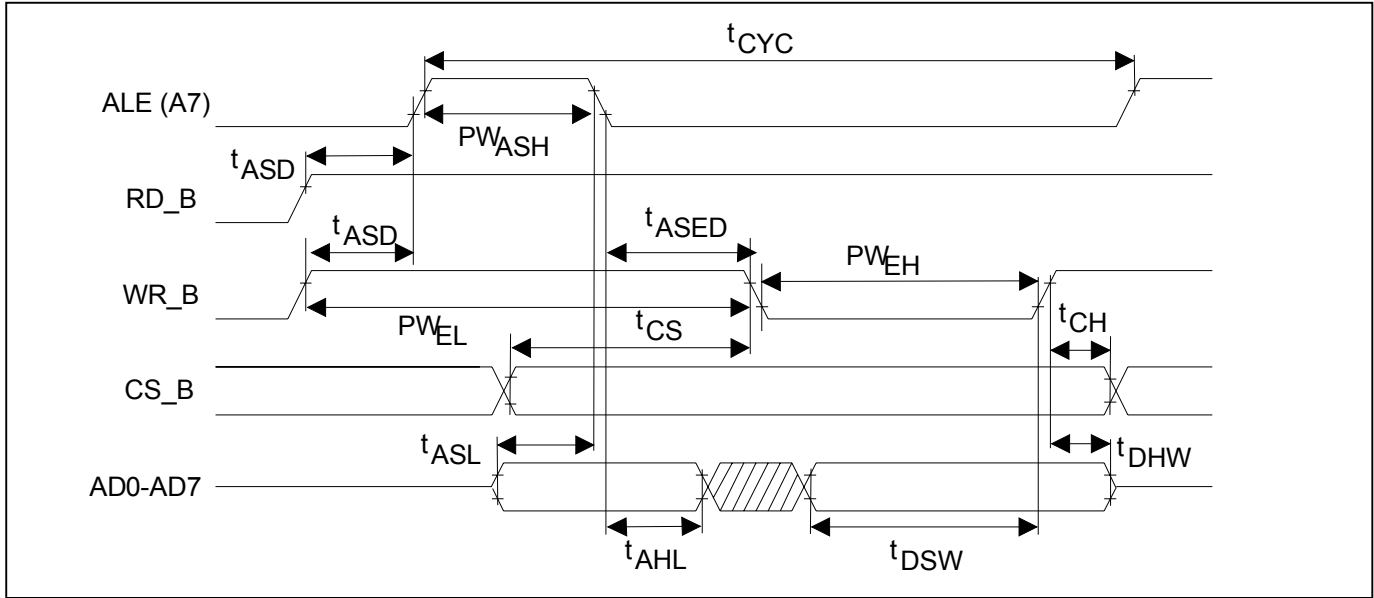 tCYC
ALE (A7)
PWASH
tASD
RD_B
tASD
tASED
PWEH
WR_B
PWEL
tCS
tCH
CS_B
tASL
tDHW
AD0-AD7
tAHL
tDSW